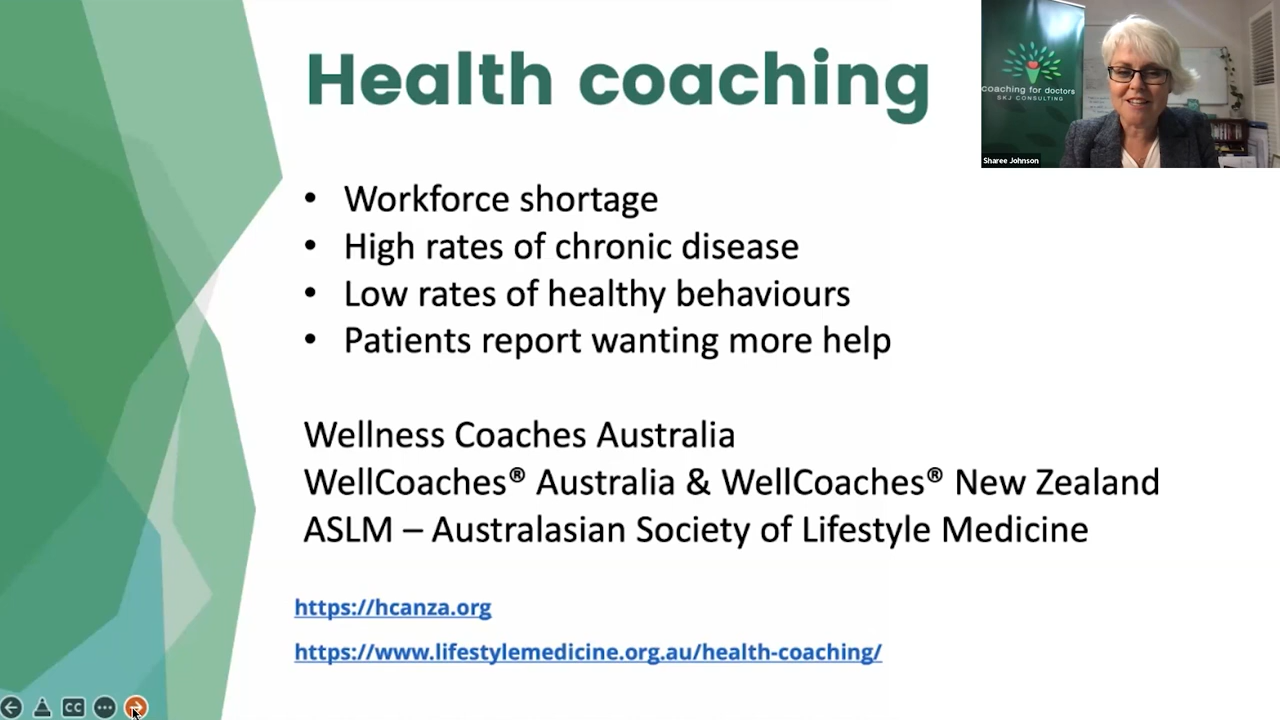 Health coaching
coaching for doctors
SKJ CONSULTING
Sharee Johnson
• Workforce shortage
• High rates of chronic disease
• Low rates of healthy behaviours
• Patients report wanting more help
Wellness Coaches Australia
WellCoaches® Australia & WellCoaches® New Zealand
ASLM – Australasian Society of Lifestyle Medicine
https://hcanza.org
https://www.lifestylemedicine.org.au/health-coaching/
CC